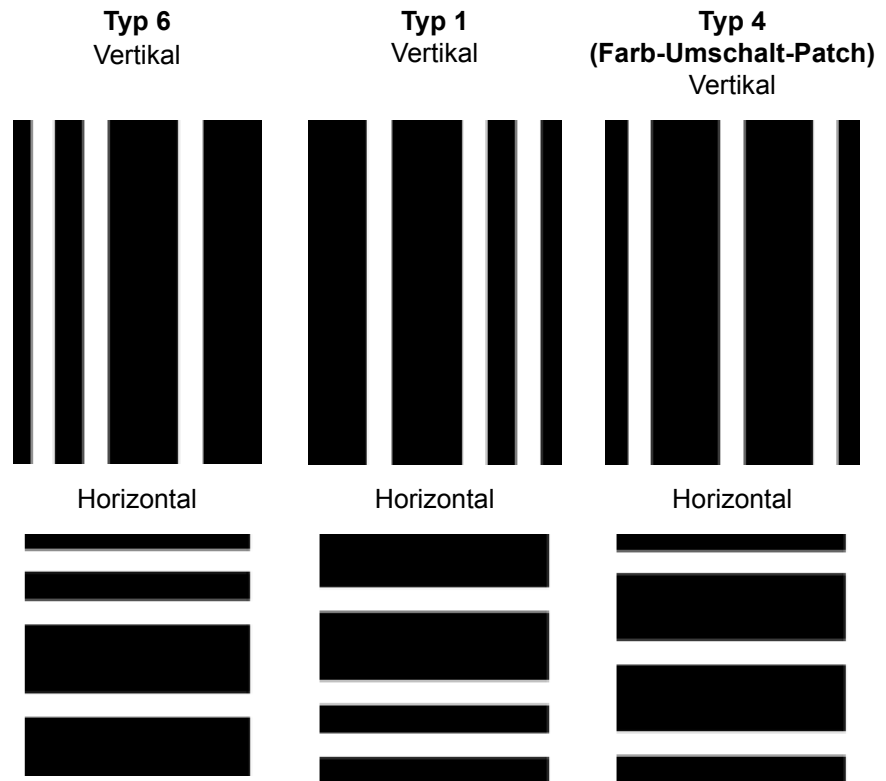 Typ 6
Vertikal
Typ 1
Vertikal
Typ 4
(Farb-Umschalt-Patch)
Vertikal
Horizontal
Horizontal
Horizontal